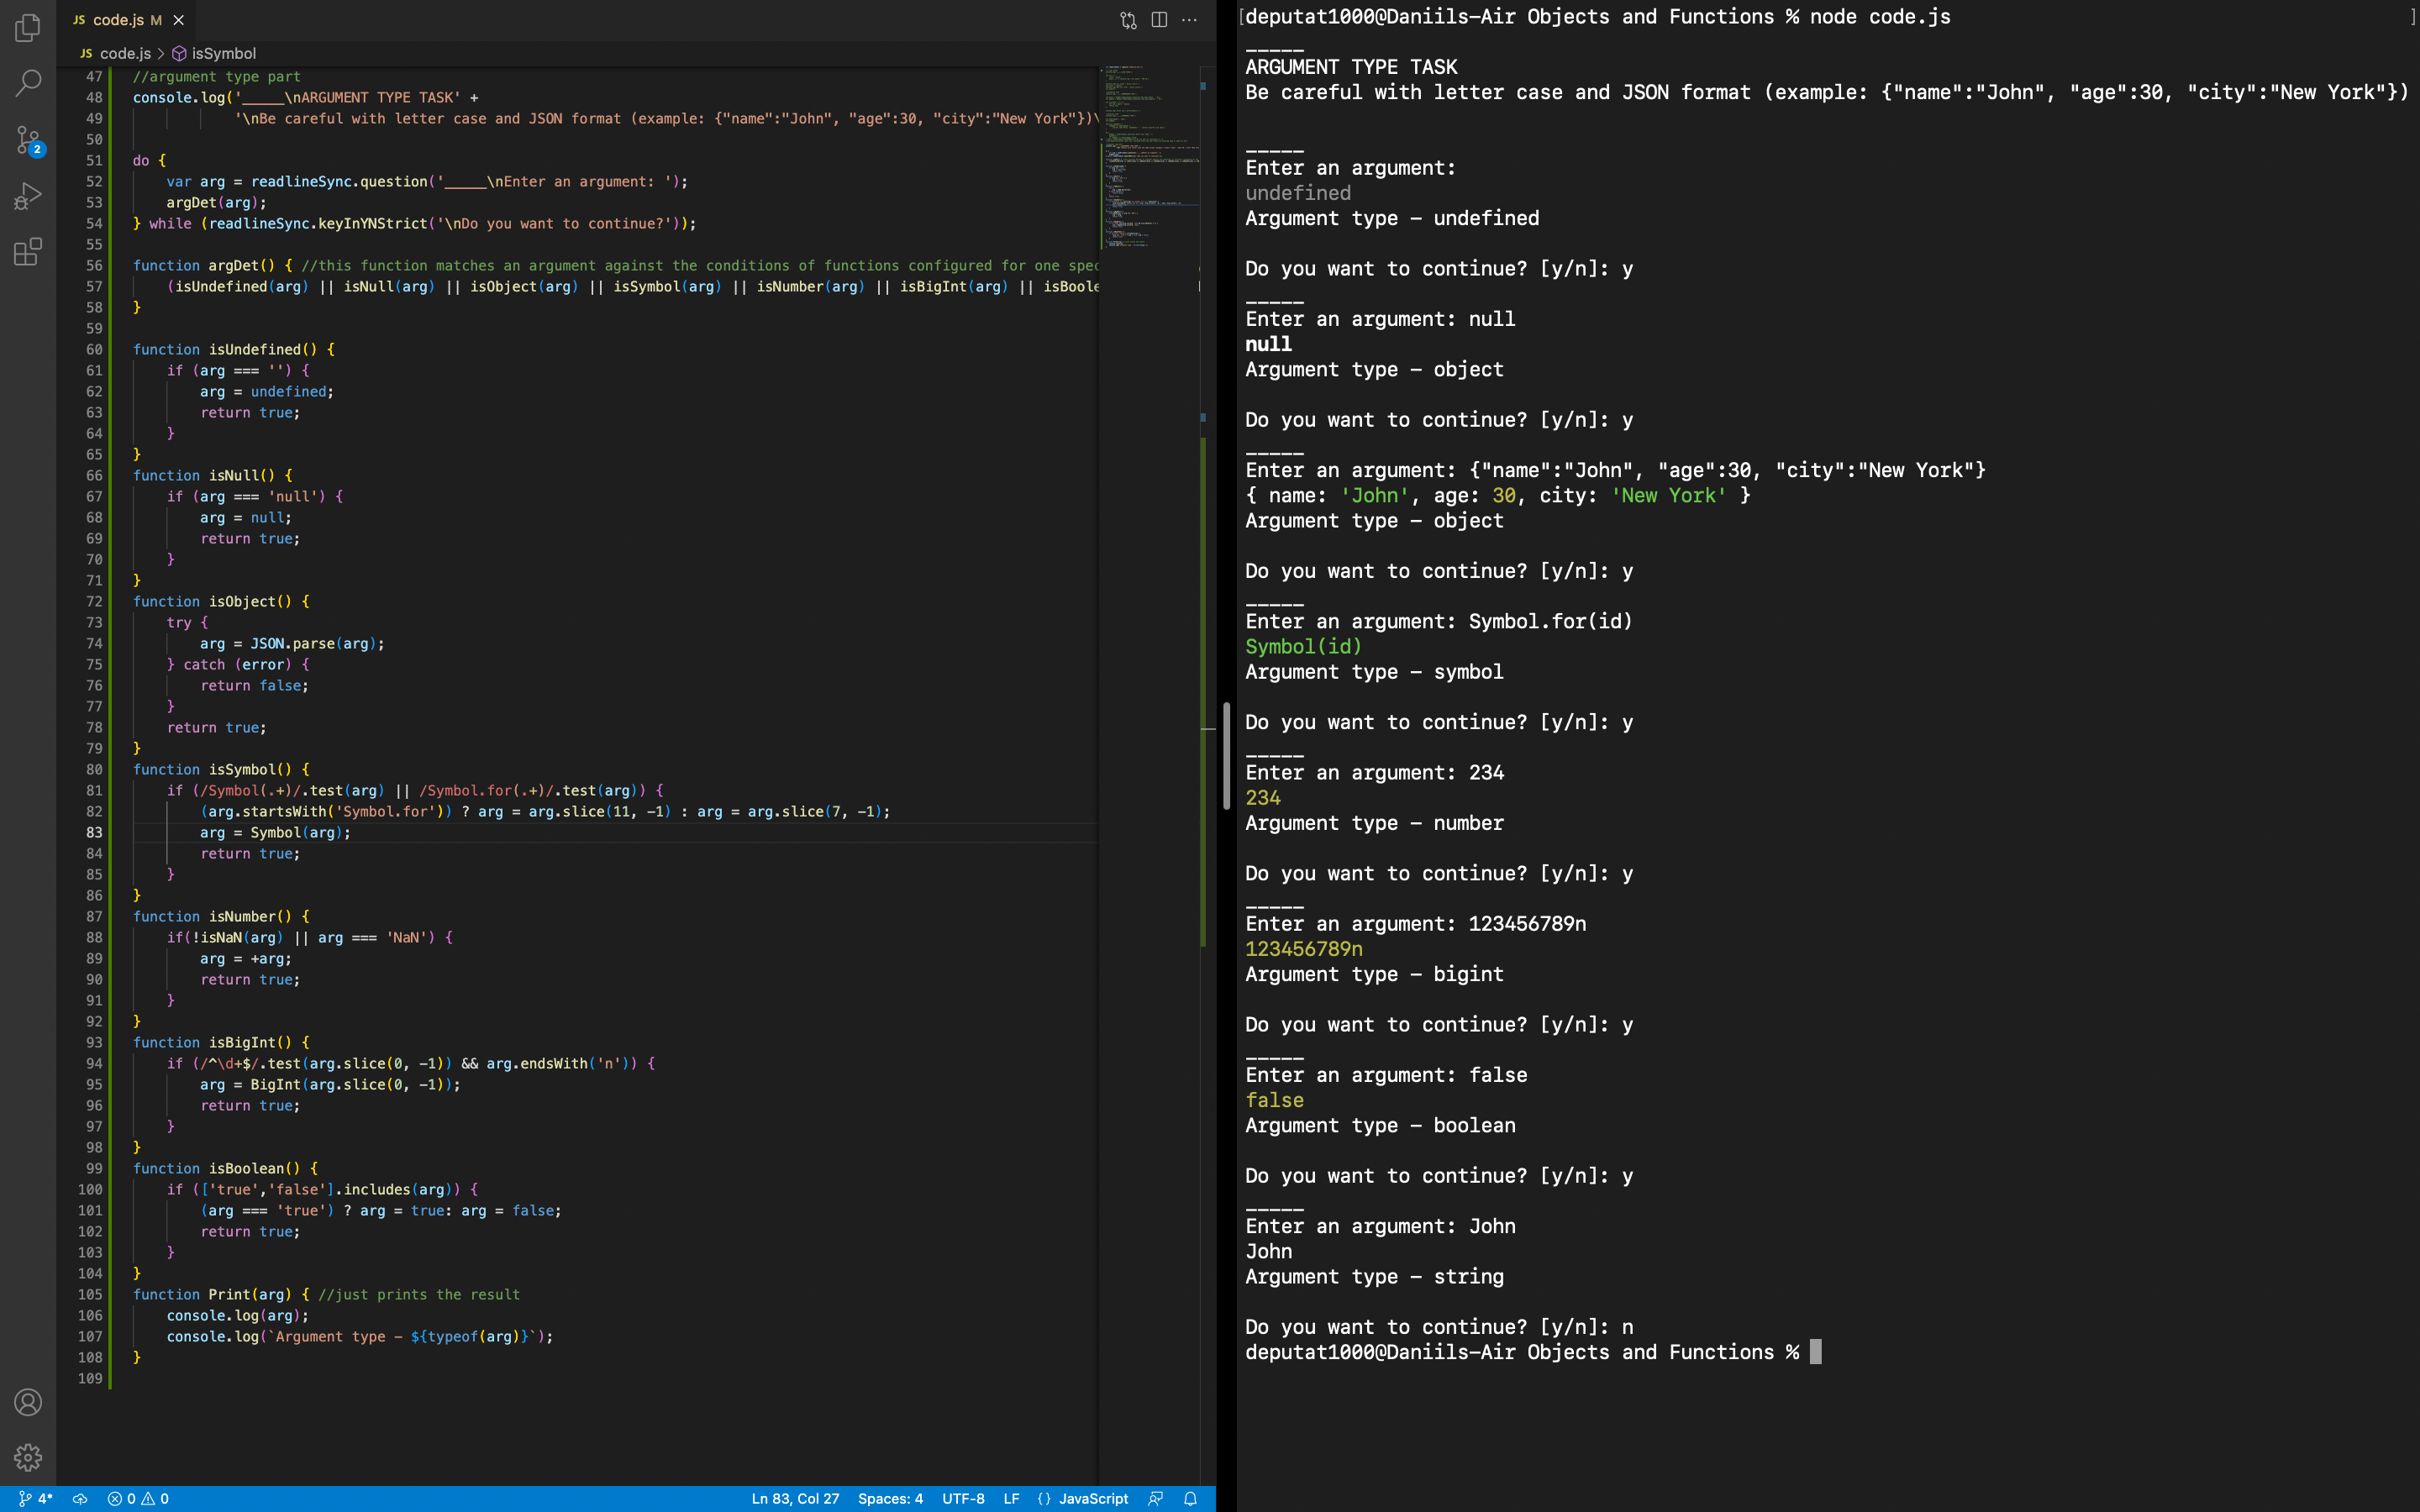 JS code.js M
JS code.js > isSymbol
47 //argument type part
48 console.log('_____\nARGUMENT TYPE TASK' +
49 '\nBe careful with letter case and JSON format (example: {"name":"John", "age":30, "city":"New York"})\
50
51 do {
52 var arg = readlineSync.question('_____\nEnter an argument: ');
53 argDet(arg);
54 } while (readlineSync.keyInYNStrict('\nDo you want to continue?'));
55
56 function argDet() { //this function matches an argument against the conditions of functions configured for one spec
57 (isUndefined(arg) || isNull(arg) || isObject(arg) || isSymbol(arg) || isNumber(arg) || isBigInt(arg) || isBoole
58 }
59
60 function isUndefined() {
61 if (arg === '') {
62 arg = undefined;
63 return true;
64 }
65 }
66 function isNull() {
67 if (arg === 'null') {
68 arg = null;
69 return true;
70 }
71 }
72 function isObject() {
73 try {
74 arg = JSON.parse(arg);
75 } catch (error) {
76 return false;
77 }
78 return true;
79 }
80 function isSymbol() {
81 if (/Symbol(.+)/.test(arg) || /Symbol.for(.+)/.test(arg)) {
82 (arg.startsWith('Symbol.for')) ? arg = arg.slice(11, -1) : arg = arg.slice(7, -1);
83 arg = Symbol(arg);
84 return true;
85 }
86 }
87 function isNumber() {
88 if(!isNaN(arg) || arg === 'NaN') {
89 arg = +arg;
90 return true;
91 }
92 }
93 function isBigInt() {
94 if (/^\d+$/.test(arg.slice(0, -1)) && arg.endsWith('n')) {
95 arg = BigInt(arg.slice(0, -1));
96 return true;
97 }
98 }
99 function isBoolean() {
100 if (['true','false'].includes(arg)) {
101 (arg === 'true') ? arg = true: arg = false;
102 return true;
103 }
104 }
105 function Print(arg) { //just prints the result
106 console.log(arg);
107 console.log(`Argument type - ${typeof(arg)}`);
108 }
109
2
4* 0 0 Ln 83, Col 27 Spaces: 4 UTF-8 LF {} JavaScript
[deputat1000@Daniils-Air Objects and Functions % node code.js ]
_____
ARGUMENT TYPE TASK
Be careful with letter case and JSON format (example: {"name":"John", "age":30, "city":"New York"})
_____
Enter an argument:
undefined
Argument type - undefined
Do you want to continue? [y/n]: y
_____
Enter an argument: null
null
Argument type - object
Do you want to continue? [y/n]: y
_____
Enter an argument: {"name":"John", "age":30, "city":"New York"}
{ name: 'John', age: 30, city: 'New York' }
Argument type - object
Do you want to continue? [y/n]: y
_____
Enter an argument: Symbol.for(id)
Symbol(id)
Argument type - symbol
Do you want to continue? [y/n]: y
_____
Enter an argument: 234
234
Argument type - number
Do you want to continue? [y/n]: y
_____
Enter an argument: 123456789n
123456789n
Argument type - bigint
Do you want to continue? [y/n]: y
_____
Enter an argument: false
false
Argument type - boolean
Do you want to continue? [y/n]: y
_____
Enter an argument: John
John
Argument type - string
Do you want to continue? [y/n]: n
deputat1000@Daniils-Air Objects and Functions %